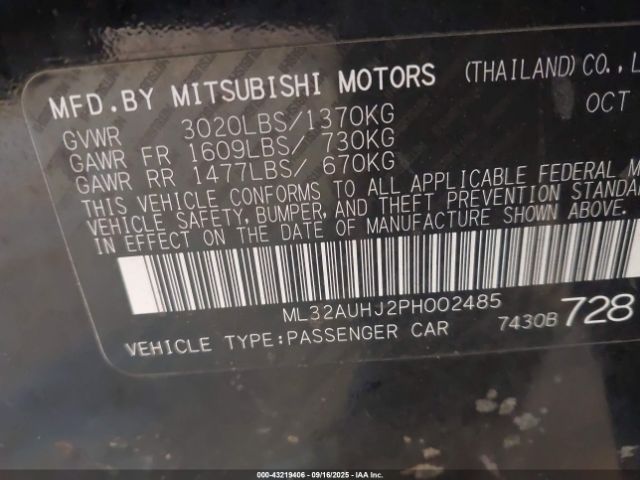 MFD.BY MITSUBISHI MOTORS (THAILAND)CO.,L
OCT
GVWR 3020LBS/1370KG
GAWR FR 1609LBS/ 730KG
GAWR RR 1477LBS/ 670KG
THIS VEHICLE CONFORMS TO ALL APPLICABLE FEDERAL M
VEHICLE SAFETY, BUMPER, AND THEFT PREVENTION STANDA
IN EFFECT ON THE DATE OF MANUFACTURE SHOWN ABOVE.
ML32AUHJ2PH002485
VEHICLE TYPE:PASSENGER CAR 7430B 728
000-43219406 - 09/16/2025 - IAA Inc.